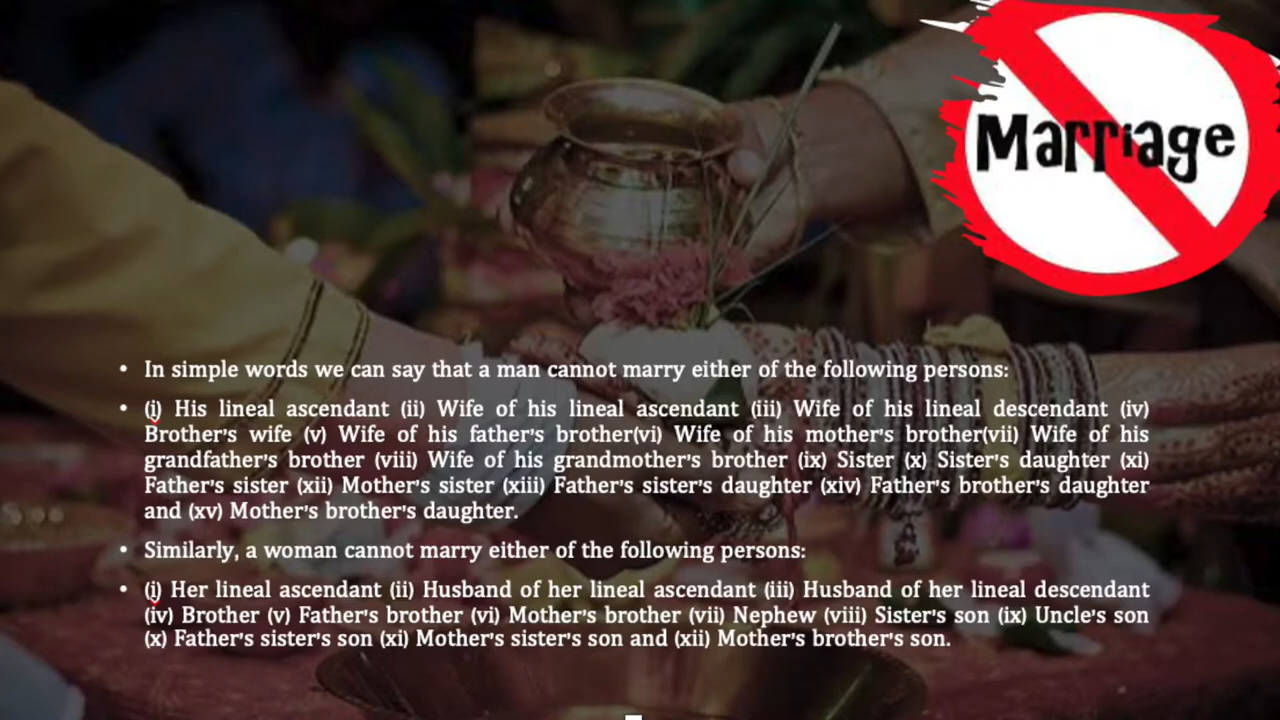 Marriage
• In simple words we can say that a man cannot marry either of the following persons:
• (i) His lineal ascendant (ii) Wife of his lineal ascendant (iii) Wife of his lineal descendant (iv)
Brother's wife (v) Wife of his father's brother(vi) Wife of his mother's brother(vii) Wife of his
grandfather's brother (viii) Wife of his grandmother's brother (ix) Sister (x) Sister's daughter (xi)
Father's sister (xii) Mother's sister (xiii) Father's sister's daughter (xiv) Father's brother's daughter
and (xv) Mother's brother's daughter.
• Similarly, a woman cannot marry either of the following persons:
• (i) Her lineal ascendant (ii) Husband of her lineal ascendant (iii) Husband of her lineal descendant
(iv) Brother (v) Father's brother (vi) Mother's brother (vii) Nephew (viii) Sister's son (ix) Uncle's son
(x) Father's sister's son (xi) Mother's sister's son and (xii) Mother's brother's son.